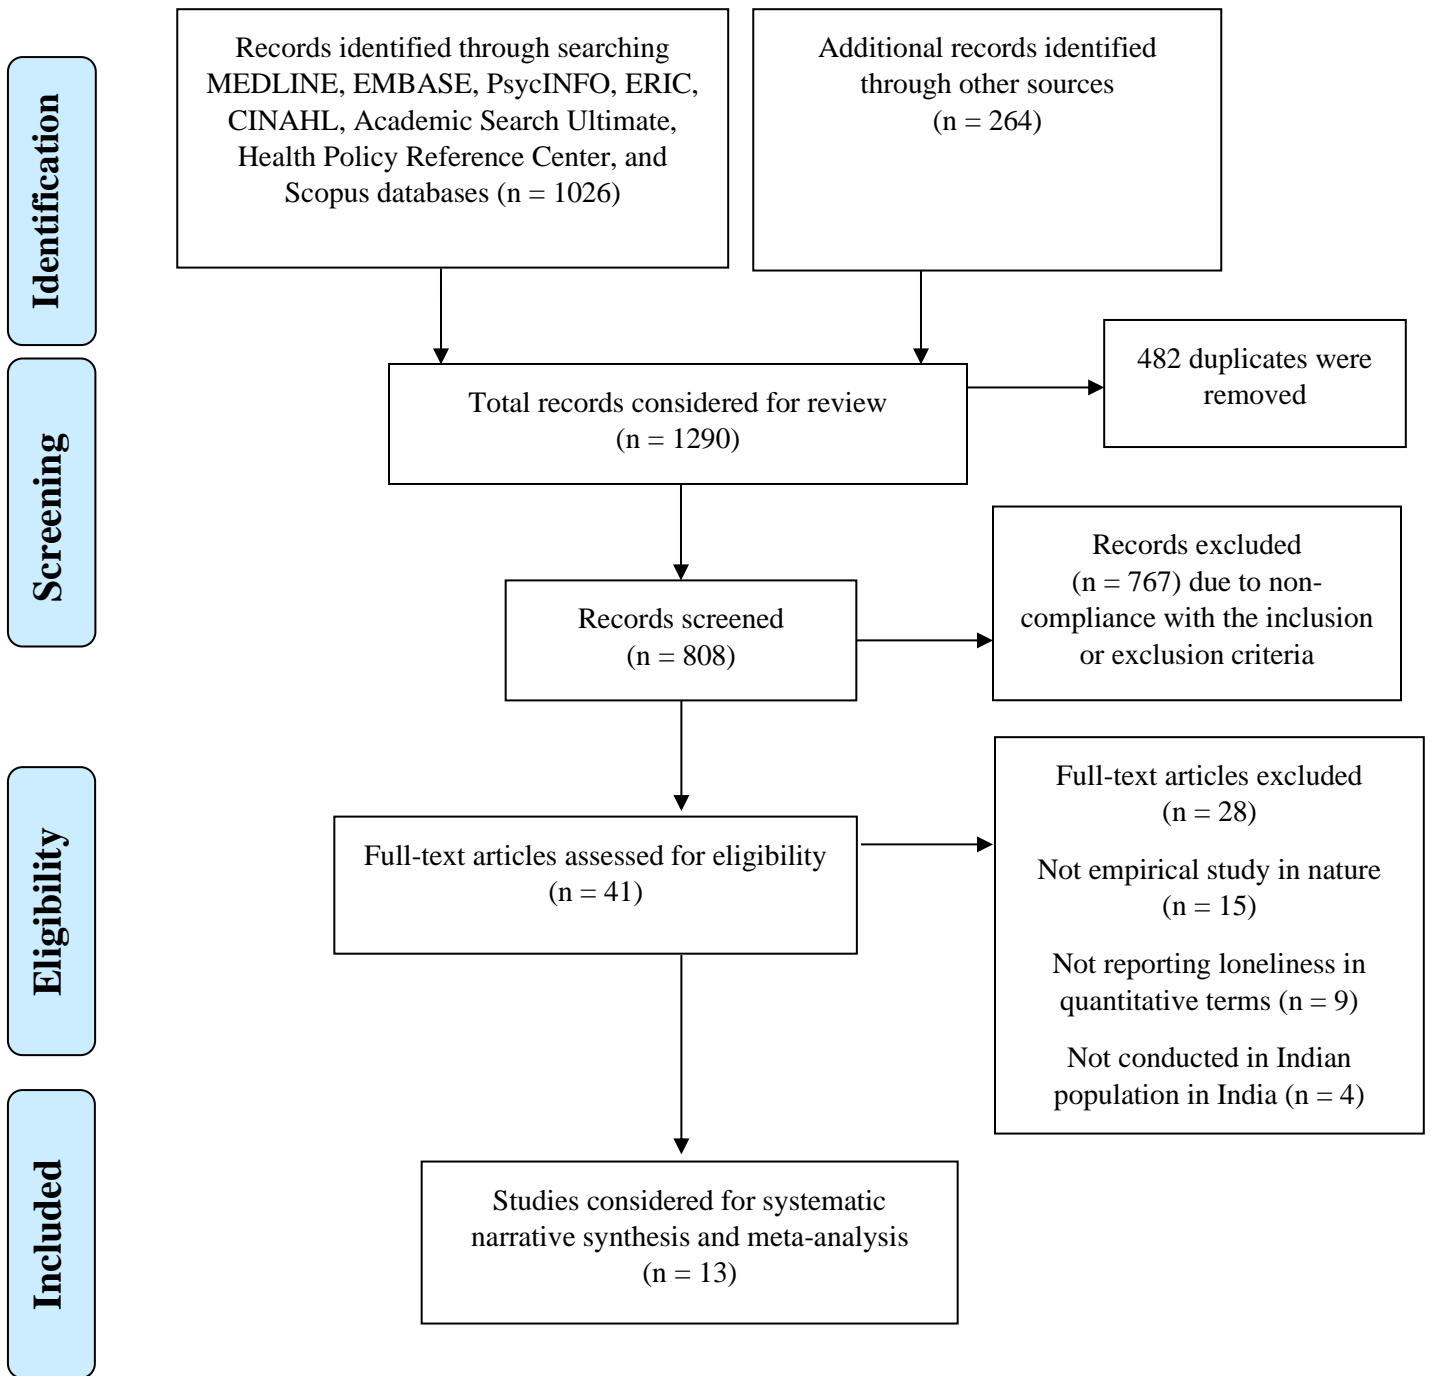 Identification
Records identified through searching
MEDLINE, EMBASE, PsycINFO, ERIC,
CINAHL, Academic Search Ultimate,
Health Policy Reference Center, and
Scopus databases (n = 1026)
Additional records identified
through other sources
(n = 264)
Screening
Total records considered for review
(n = 1290)
482 duplicates were
removed
Records screened
(n = 808)
Records excluded
(n = 767) due to non-
compliance with the inclusion
or exclusion criteria
Eligibility
Full-text articles assessed for eligibility
(n = 41)
Full-text articles excluded
(n = 28)
Not empirical study in nature
(n = 15)
Not reporting loneliness in
quantitative terms (n = 9)
Not conducted in Indian
population in India (n = 4)
Included
Studies considered for systematic
narrative synthesis and meta-analysis
(n = 13)